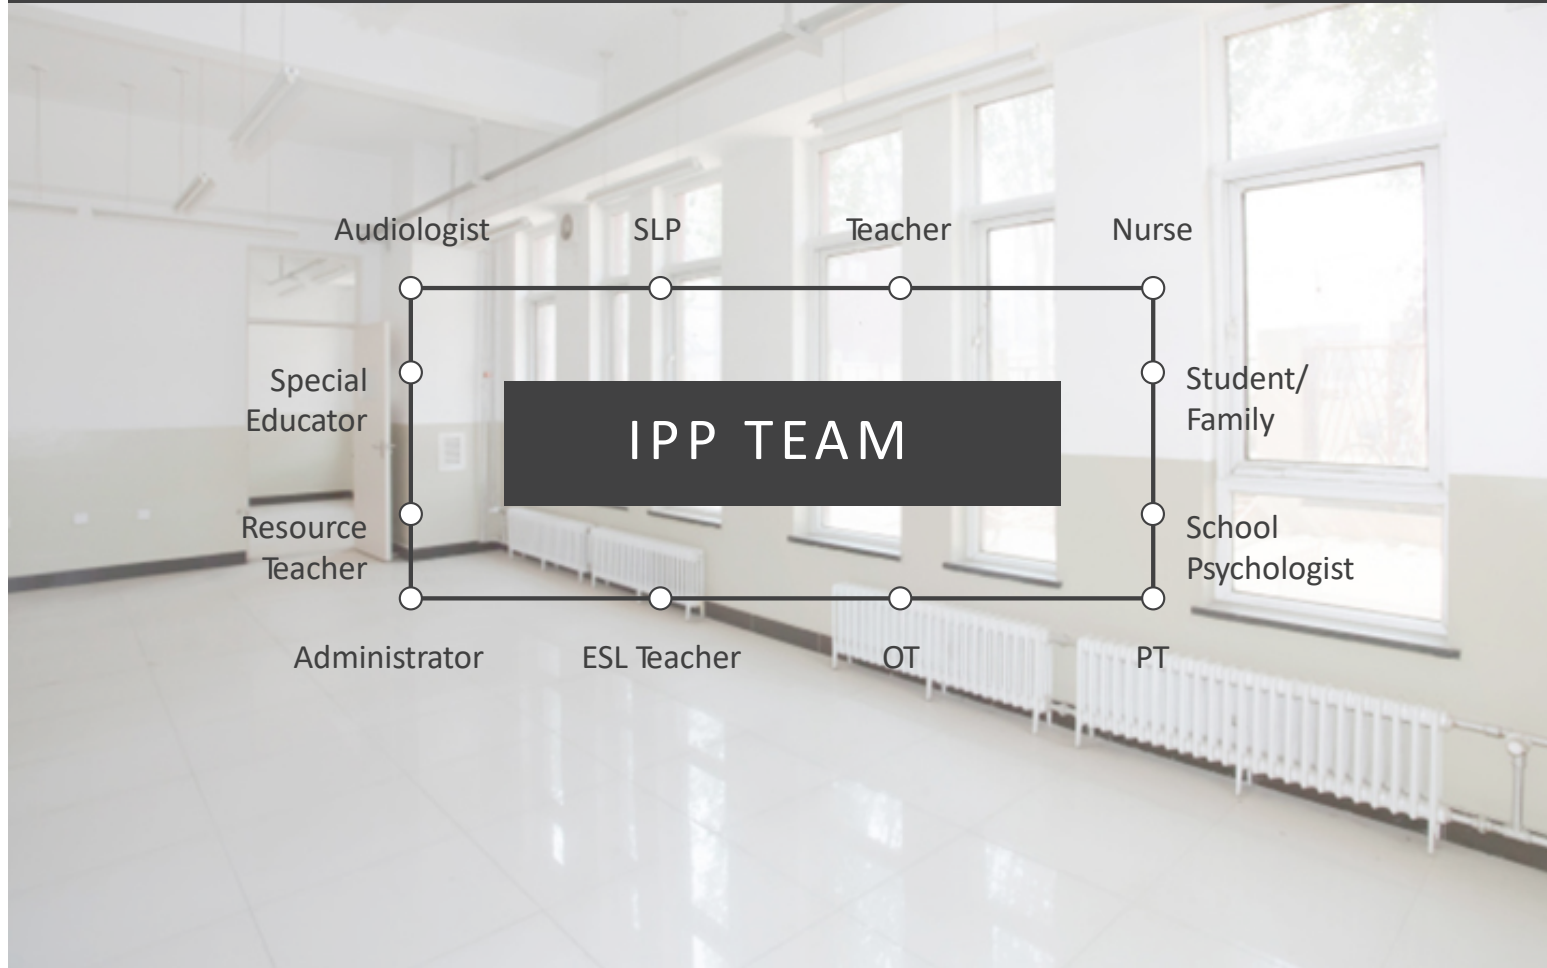 Audiologist
SLP
Teacher
Nurse
Special
Educator
Student/
Family
IPP TEAM
Resource
Teacher
School
Psychologist
Administrator
ESL Teacher
OT
PT